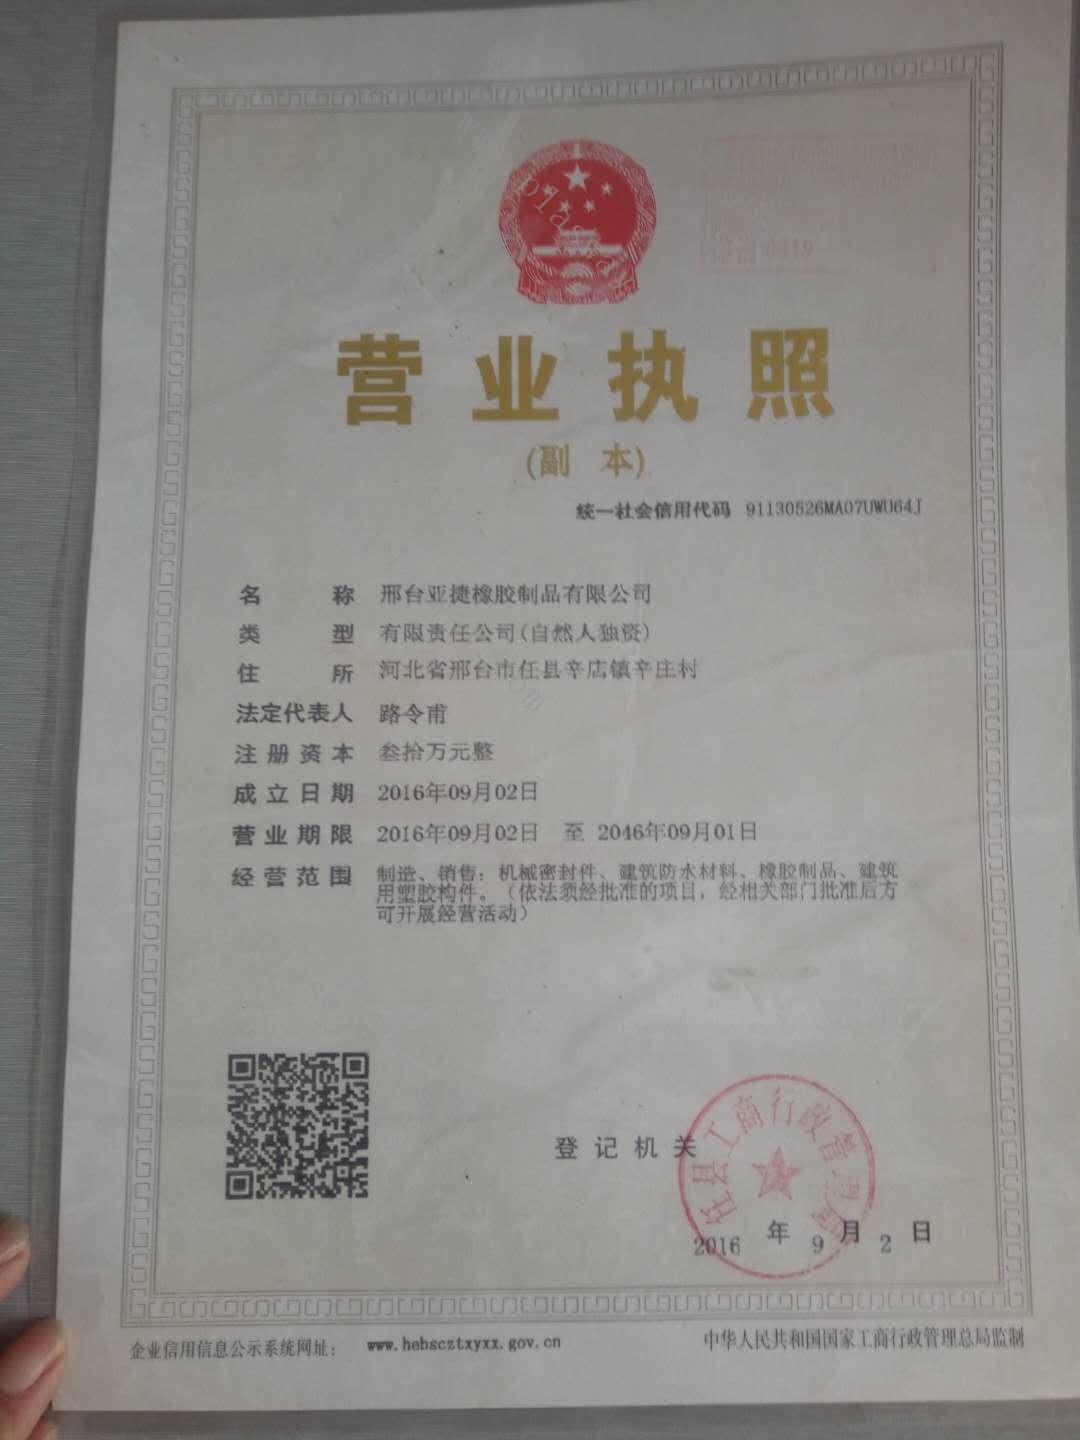 营业执照
(副 本)
统一社会信用代码 91130526MA07UWU64J
名 称 邢台亚捷橡胶制品有限公司
类 型 有限责任公司(自然人独资)
住 所 河北省邢台市任县辛店镇辛庄村
法定代表人 路令甫
注册资本 叁拾万元整
成立日期 2016年09月02日
营业期限 2016年09月02日 至 2046年09月01日
经营范围 制造、销售：机械密封件、建筑防水材料、橡胶制品、建筑
用塑胶构件。（依法须经批准的项目，经相关部门批准后方
可开展经营活动）
登记机关
任县工商行政管理局
2016 年 9 月 2 日
企业信用信息公示系统网址： www.hebscztxyxx.gov.cn
中华人民共和国国家工商行政管理总局监制